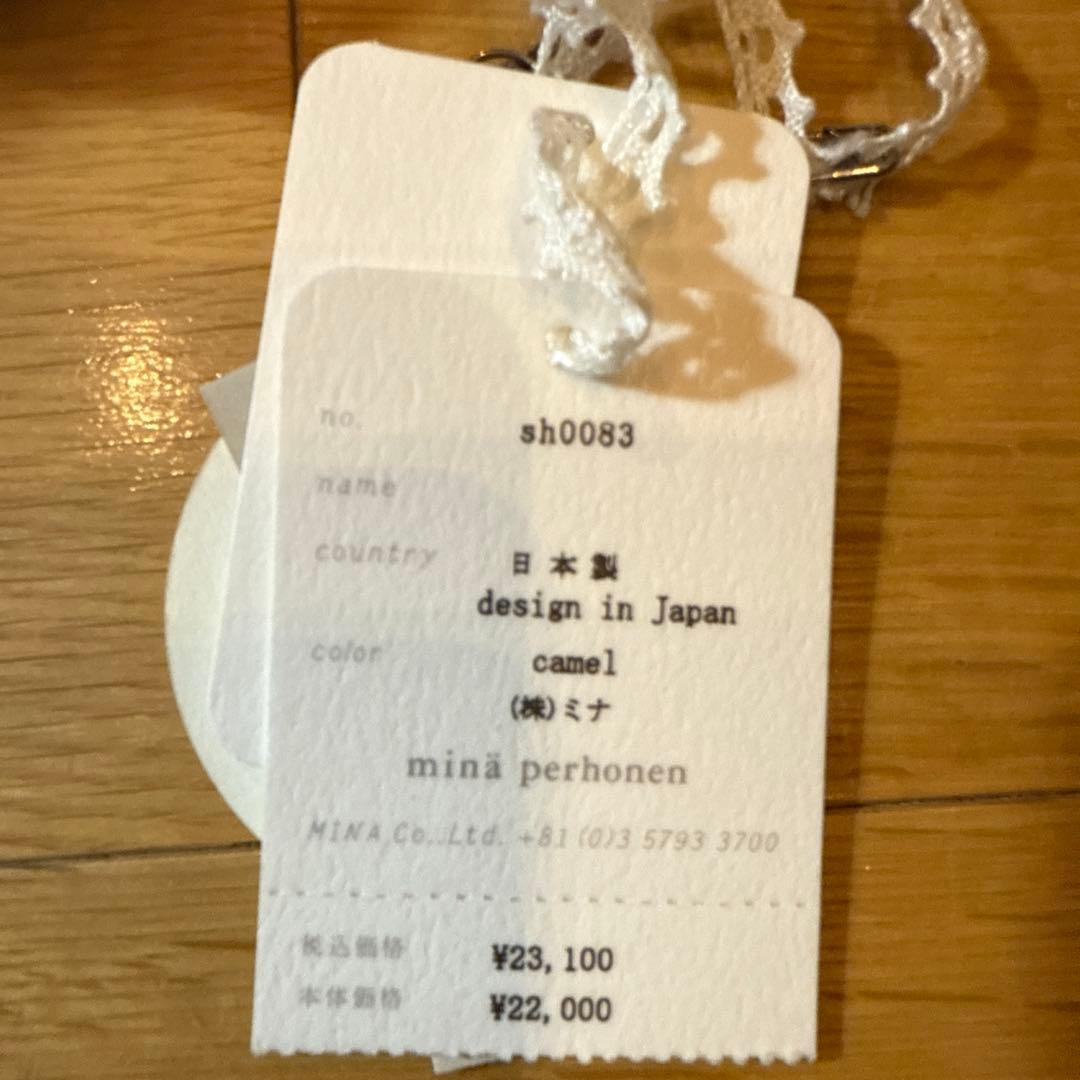 no. sh0083
name
country 日本製
design in Japan
color camel
(株)ミナ
minä perhonen
MINA Co.,Ltd. +81 (0)3 5793 3700
税込価格 ¥23,100
本体価格 ¥22,000